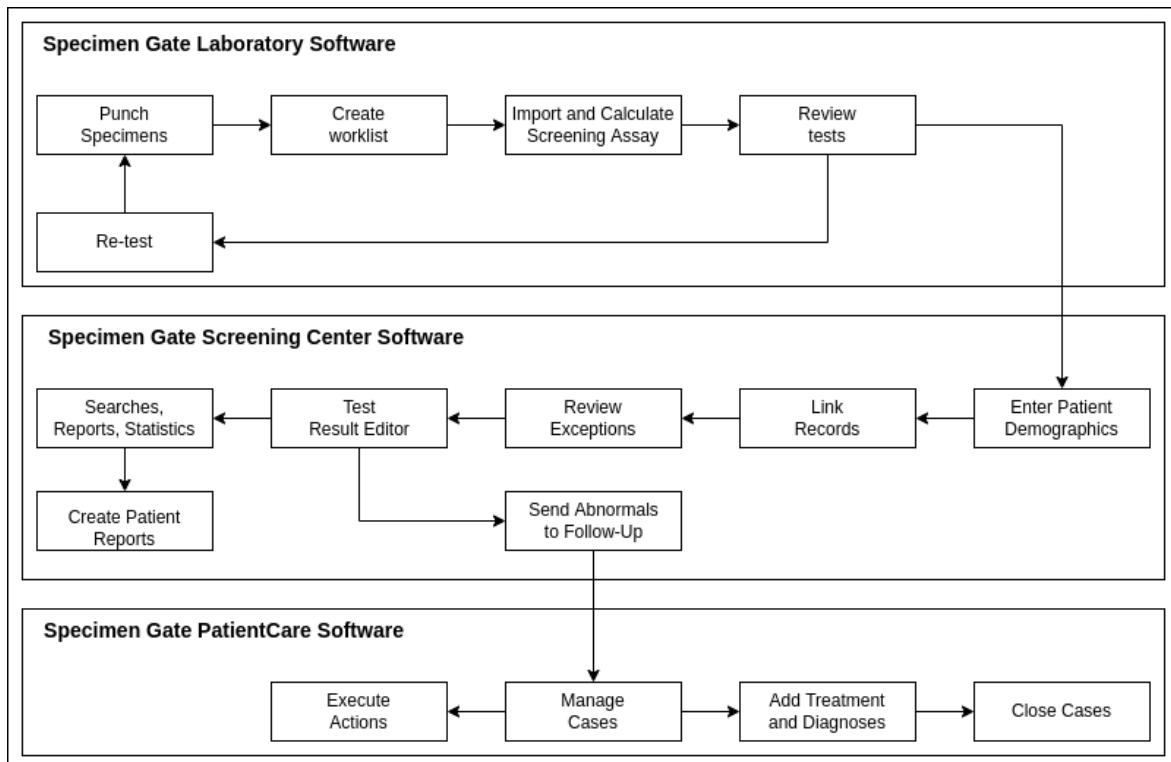 Specimen Gate Laboratory Software
Punch
Specimens
Create
worklist
Import and Calculate
Screening Assay
Review
tests
Re-test
Specimen Gate Screening Center Software
Searches,
Reports, Statistics
Test
Result Editor
Review
Exceptions
Link
Records
Enter Patient
Demographics
Create Patient
Reports
Send Abnormals
to Follow-Up
Specimen Gate PatientCare Software
Execute
Actions
Manage
Cases
Add Treatment
and Diagnoses
Close Cases